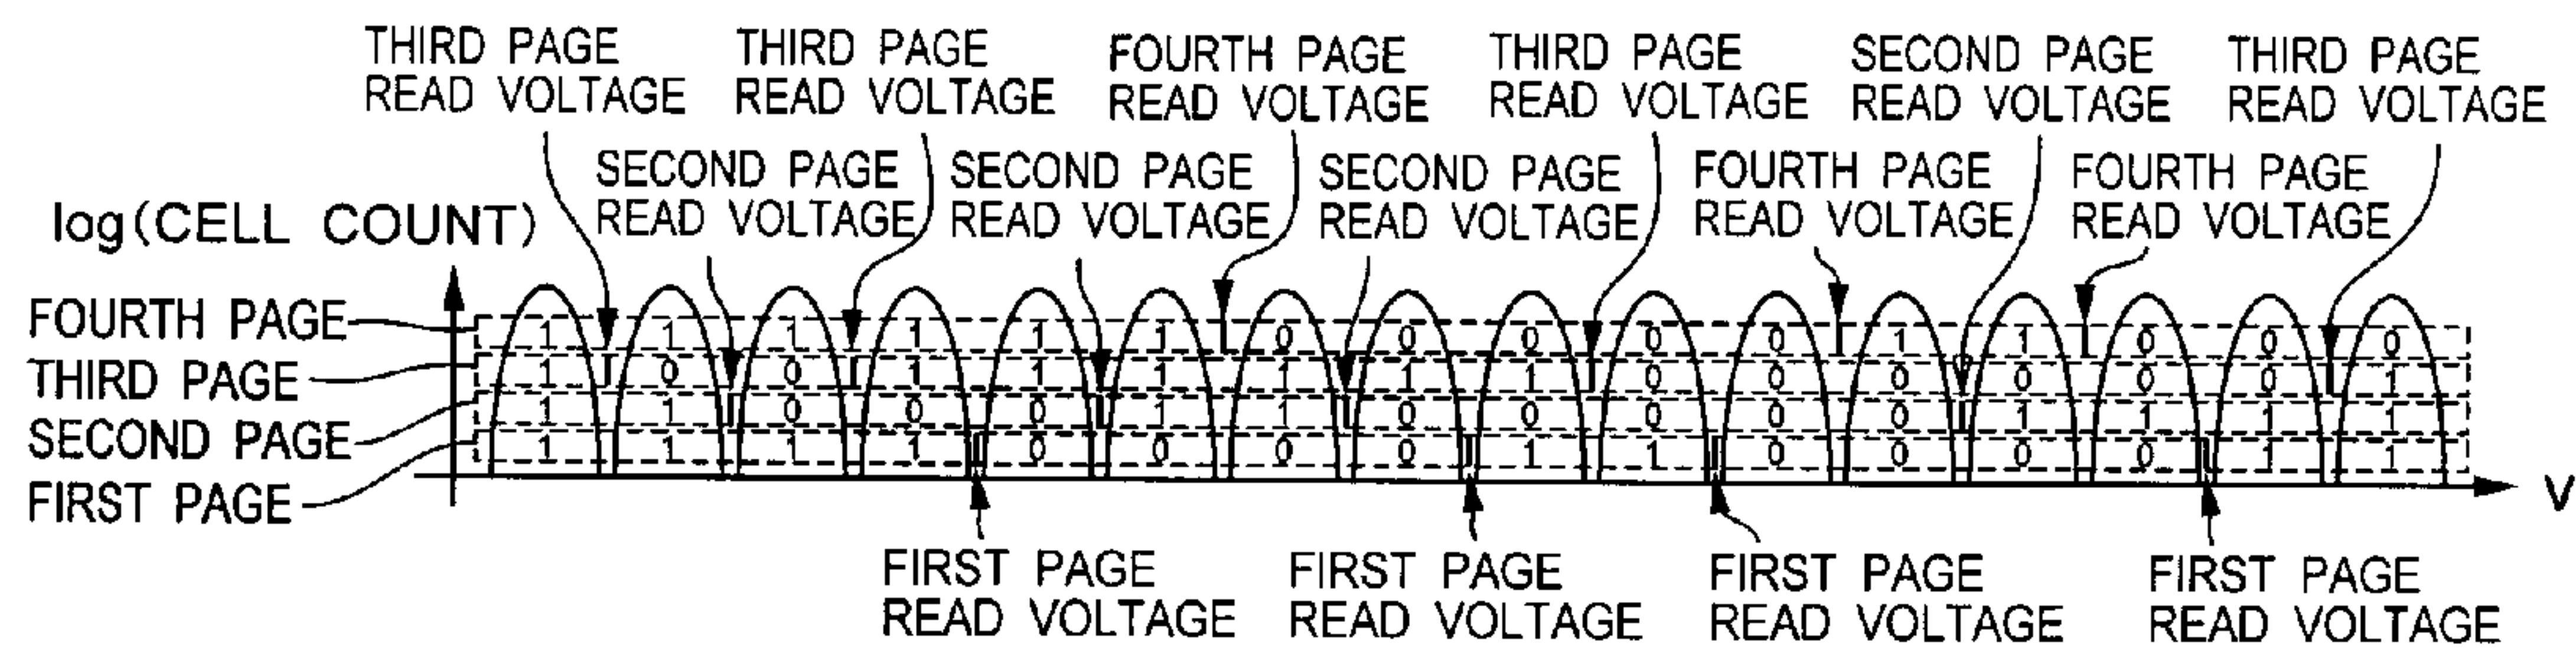 THIRD PAGE
READ VOLTAGE
THIRD PAGE
READ VOLTAGE
FOURTH PAGE
READ VOLTAGE
THIRD PAGE
READ VOLTAGE
SECOND PAGE
READ VOLTAGE
THIRD PAGE
READ VOLTAGE
SECOND PAGE
READ VOLTAGE
SECOND PAGE
READ VOLTAGE
SECOND PAGE
READ VOLTAGE
FOURTH PAGE
READ VOLTAGE
FOURTH PAGE
READ VOLTAGE
log(CELL COUNT)
FOURTH PAGE 1 1 1 1 1 1 0 0 0 0 0 1 1 0 0 0
THIRD PAGE 1 0 0 1 1 1 1 1 1 0 0 0 0 0 0 1
SECOND PAGE 1 1 0 0 0 1 1 0 0 0 0 0 1 1 1 1
FIRST PAGE 1 1 1 1 0 0 0 0 1 1 0 0 0 0 1 1
V
FIRST PAGE
READ VOLTAGE
FIRST PAGE
READ VOLTAGE
FIRST PAGE
READ VOLTAGE
FIRST PAGE
READ VOLTAGE